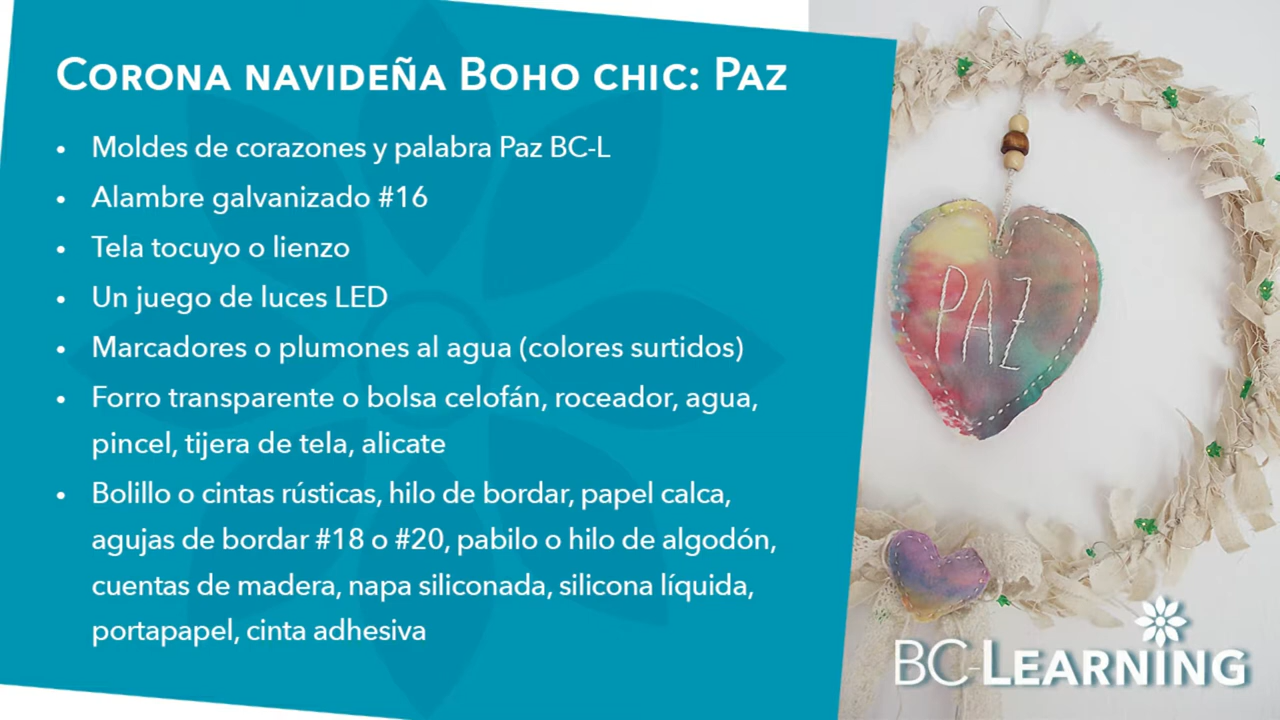 Corona navideña Boho chic: Paz
• Moldes de corazones y palabra Paz BC-L
• Alambre galvanizado #16
• Tela tocuyo o lienzo
• Un juego de luces LED
• Marcadores o plumones al agua (colores surtidos)
• Forro transparente o bolsa celofán, roceador, agua,
pincel, tijera de tela, alicate
• Bolillo o cintas rústicas, hilo de bordar, papel calca,
agujas de bordar #18 o #20, pabilo o hilo de algodón,
cuentas de madera, napa siliconada, silicona líquida,
portapapel, cinta adhesiva
PAZ
BC-Learning